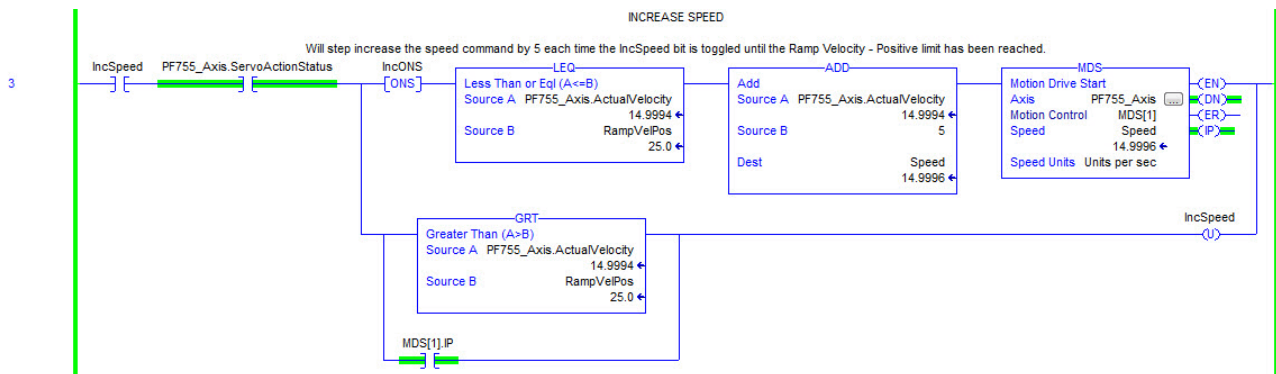 INCREASE SPEED
Will step increase the speed command by 5 each time the IncSpeed bit is toggled until the Ramp Velocity - Positive limit has been reached.
3
IncSpeed
PF755_Axis.ServoActionStatus
IncONS
ONS
LEQ
Less Than or Eql (A<=B)
Source A PF755_Axis.ActualVelocity
14.9994
Source B RampVelPos
25.0
ADD
Add
Source A PF755_Axis.ActualVelocity
14.9994
Source B 5
Dest Speed
14.9996
MDS
Motion Drive Start
Axis PF755_Axis ...
Motion Control MDS[1]
Speed Speed
14.9996
Speed Units Units per sec
EN
DN
ER
IP
GRT
Greater Than (A>B)
Source A PF755_Axis.ActualVelocity
14.9994
Source B RampVelPos
25.0
IncSpeed
U
MDS[1].IP